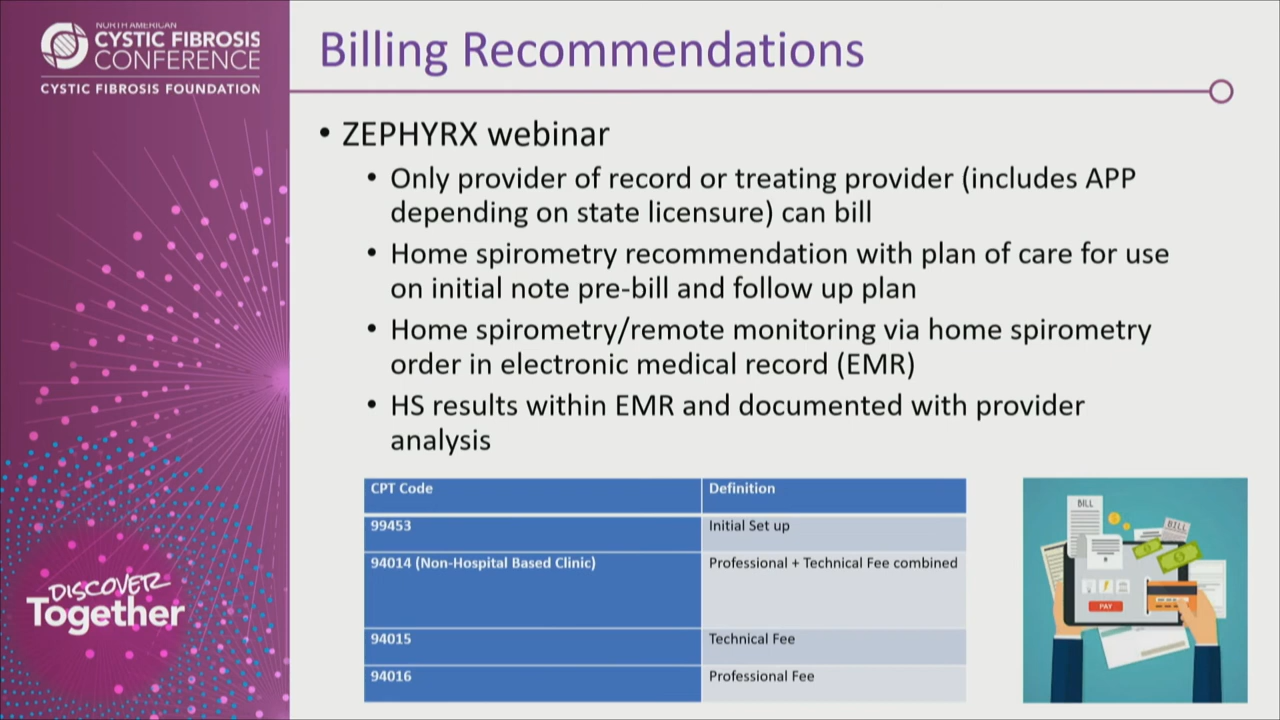 NORTH AMERICAN
CYSTIC FIBROSIS
CONFERENCE
CYSTIC FIBROSIS FOUNDATION
DISCOVER
Together
Billing Recommendations
• ZEPHYRX webinar
• Only provider of record or treating provider (includes APP
depending on state licensure) can bill
• Home spirometry recommendation with plan of care for use
on initial note pre-bill and follow up plan
• Home spirometry/remote monitoring via home spirometry
order in electronic medical record (EMR)
• HS results within EMR and documented with provider
analysis
CPT Code Definition
99453 Initial Set up
94014 (Non-Hospital Based Clinic) Professional + Technical Fee combined
94015 Technical Fee
94016 Professional Fee
BILL
BILL
PAY